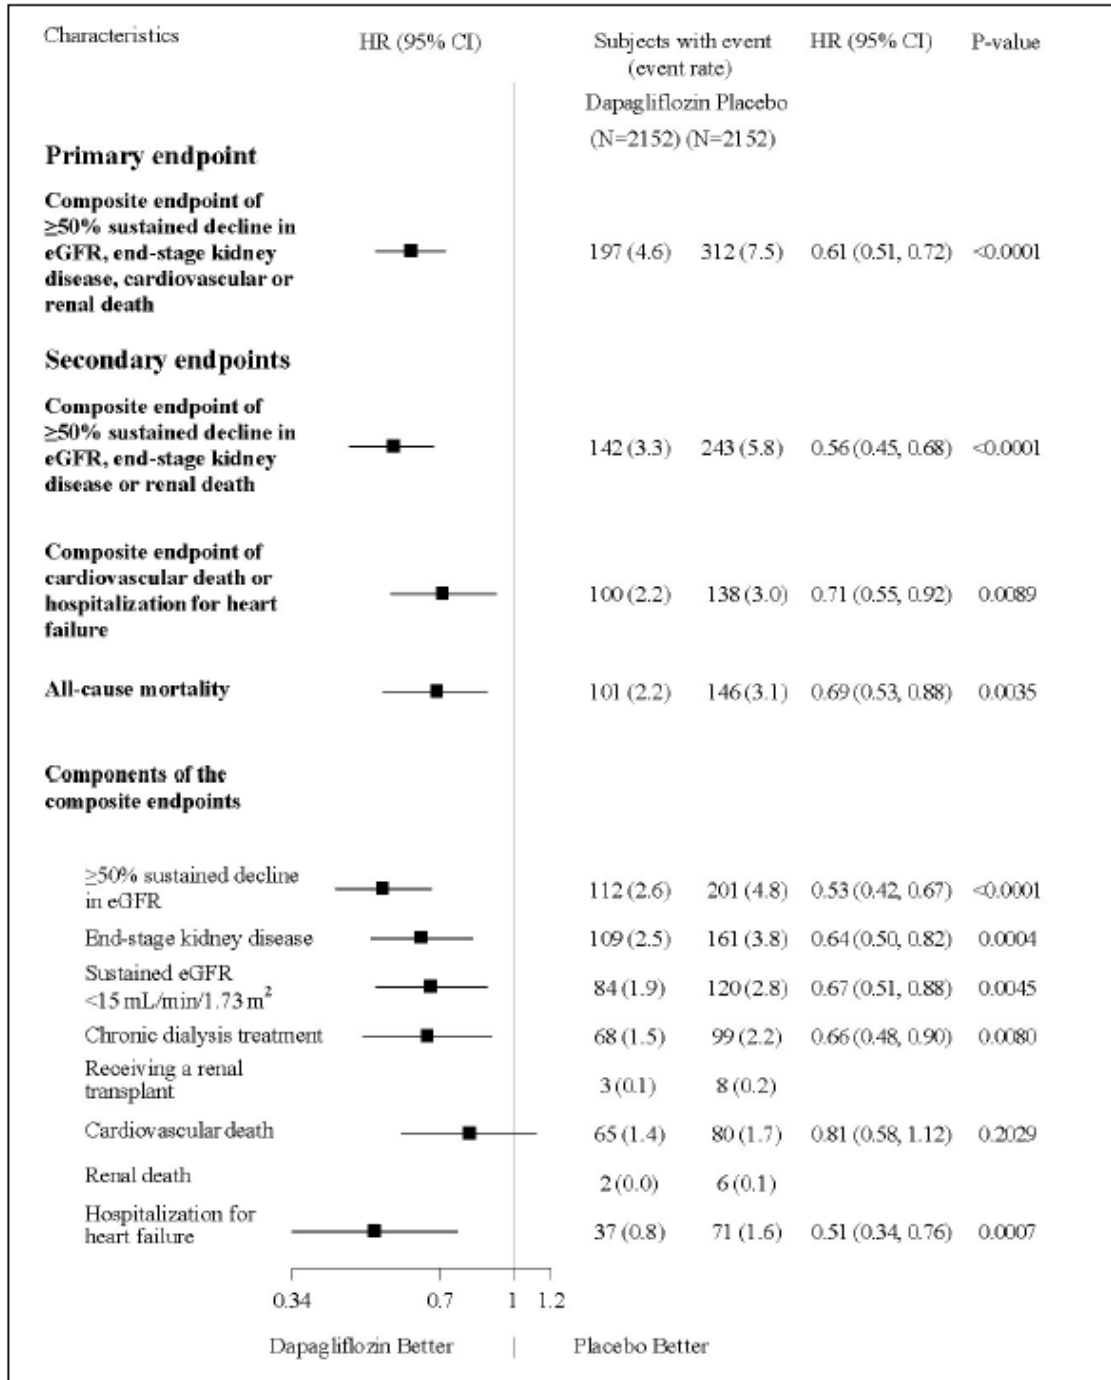 Characteristics HR (95% CI) Subjects with event HR (95% CI) P-value
(event rate)
Dapagliflozin Placebo
(N=2152) (N=2152)
Primary endpoint
Composite endpoint of
≥50% sustained decline in
eGFR, end-stage kidney 197 (4.6) 312 (7.5) 0.61 (0.51, 0.72) <0.0001
disease, cardiovascular or
renal death
Secondary endpoints
Composite endpoint of
≥50% sustained decline in
eGFR, end-stage kidney 142 (3.3) 243 (5.8) 0.56 (0.45, 0.68) <0.0001
disease or renal death
Composite endpoint of
cardiovascular death or
hospitalization for heart 100 (2.2) 138 (3.0) 0.71 (0.55, 0.92) 0.0089
failure
All-cause mortality 101 (2.2) 146 (3.1) 0.69 (0.53, 0.88) 0.0035
Components of the
composite endpoints
≥50% sustained decline
in eGFR 112 (2.6) 201 (4.8) 0.53 (0.42, 0.67) <0.0001
End-stage kidney disease 109 (2.5) 161 (3.8) 0.64 (0.50, 0.82) 0.0004
Sustained eGFR
<15 mL/min/1.73 m² 84 (1.9) 120 (2.8) 0.67 (0.51, 0.88) 0.0045
Chronic dialysis treatment 68 (1.5) 99 (2.2) 0.66 (0.48, 0.90) 0.0080
Receiving a renal
transplant 3 (0.1) 8 (0.2)
Cardiovascular death 65 (1.4) 80 (1.7) 0.81 (0.58, 1.12) 0.2029
Renal death 2 (0.0) 6 (0.1)
Hospitalization for
heart failure 37 (0.8) 71 (1.6) 0.51 (0.34, 0.76) 0.0007
0.34 0.7 1 1.2
Dapagliflozin Better | Placebo Better